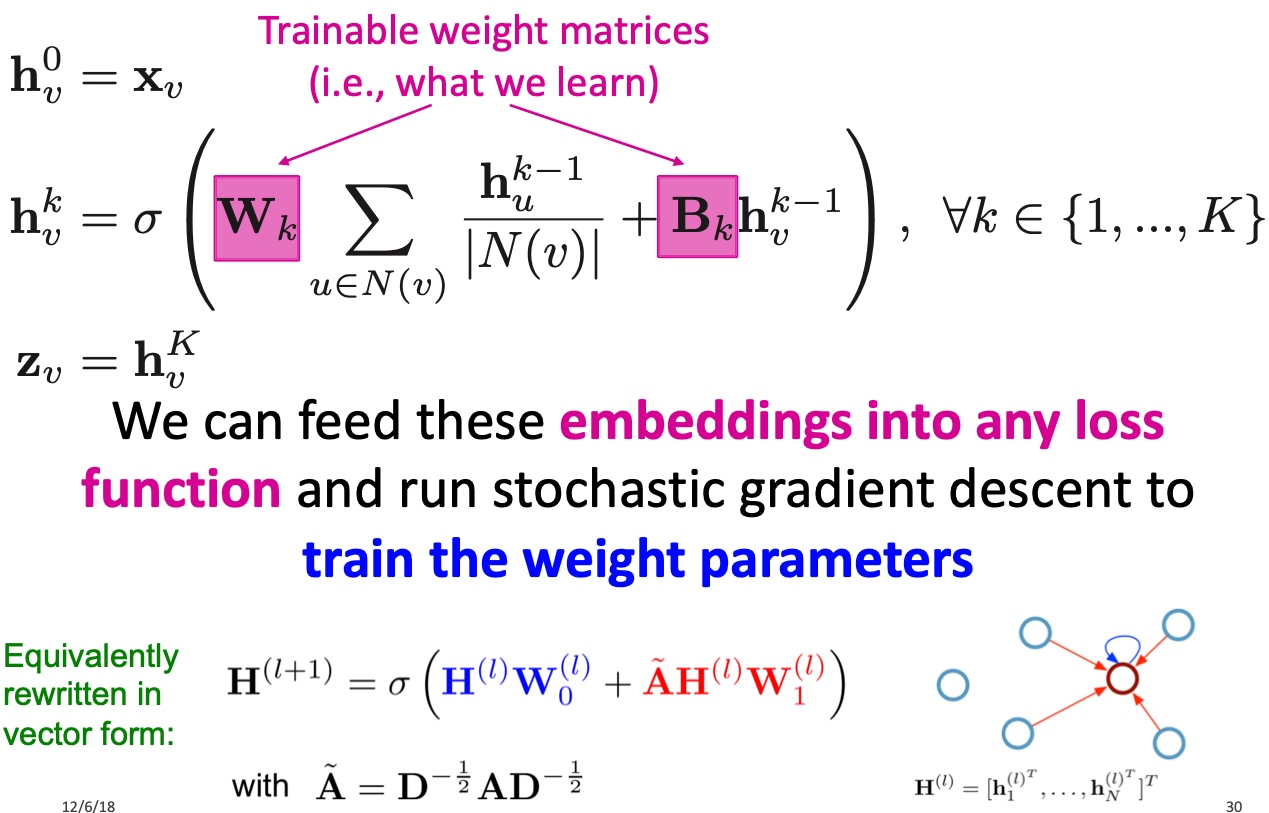 Trainable weight matrices
(i.e., what we learn)
$\mathbf{h}_v^0 = \mathbf{x}_v$
$\mathbf{h}_v^k = \sigma \left( \mathbf{W}_k \sum_{u \in N(v)} \frac{\mathbf{h}_u^{k-1}}{|N(v)|} + \mathbf{B}_k \mathbf{h}_v^{k-1} \right), \ \forall k \in \{1, ..., K\}$
$\mathbf{z}_v = \mathbf{h}_v^K$
We can feed these embeddings into any loss
function and run stochastic gradient descent to
train the weight parameters
Equivalently
rewritten in
vector form:
$\mathbf{H}^{(l+1)} = \sigma \left( \mathbf{H}^{(l)} \mathbf{W}_0^{(l)} + \tilde{\mathbf{A}} \mathbf{H}^{(l)} \mathbf{W}_1^{(l)} \right)$
with $\tilde{\mathbf{A}} = \mathbf{D}^{-\frac{1}{2}} \mathbf{A} \mathbf{D}^{-\frac{1}{2}}$
$\mathbf{H}^{(l)} = [\mathbf{h}_1^{(l)^T}, \ldots, \mathbf{h}_N^{(l)^T}]^T$
12/6/18
30